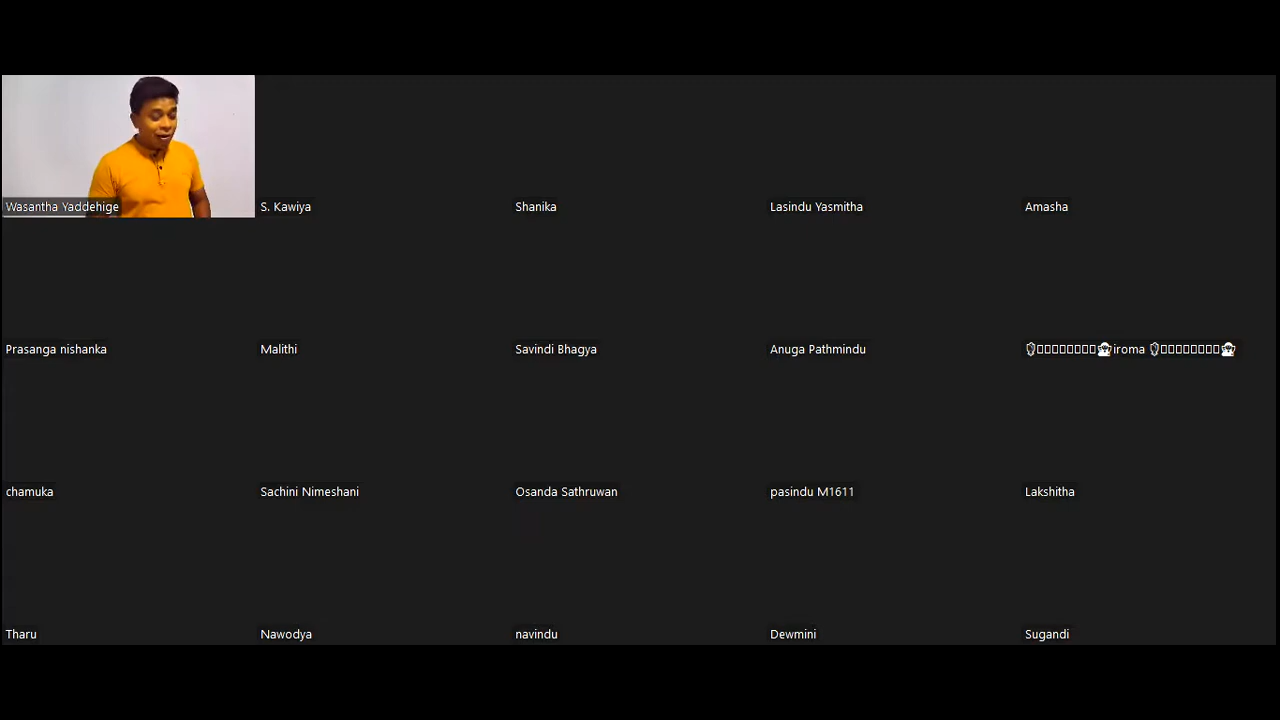 Wasantha Yaddehige
S. Kawiya
Shanika
Lasindu Yasmitha
Amasha
Prasanga nishanka
Malithi
Savindi Bhagya
Anuga Pathmindu
iroma
chamuka
Sachini Nimeshani
Osanda Sathruwan
pasindu M1611
Lakshitha
Tharu
Nawodya
navindu
Dewmini
Sugandi